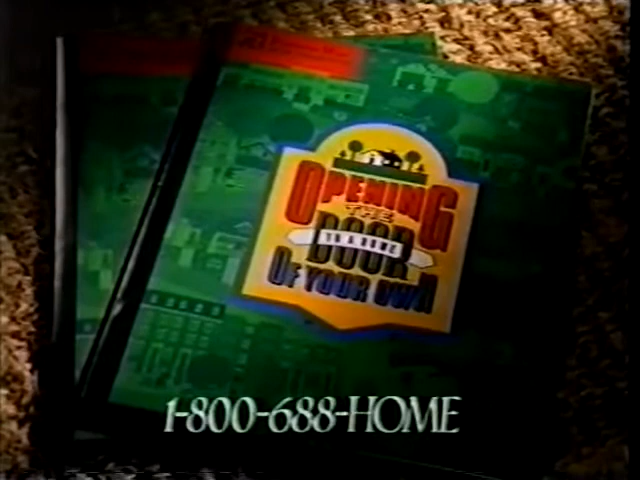 OPENING
THE
DOOR
TO A HOME
OF YOUR OWN
1-800-688-HOME